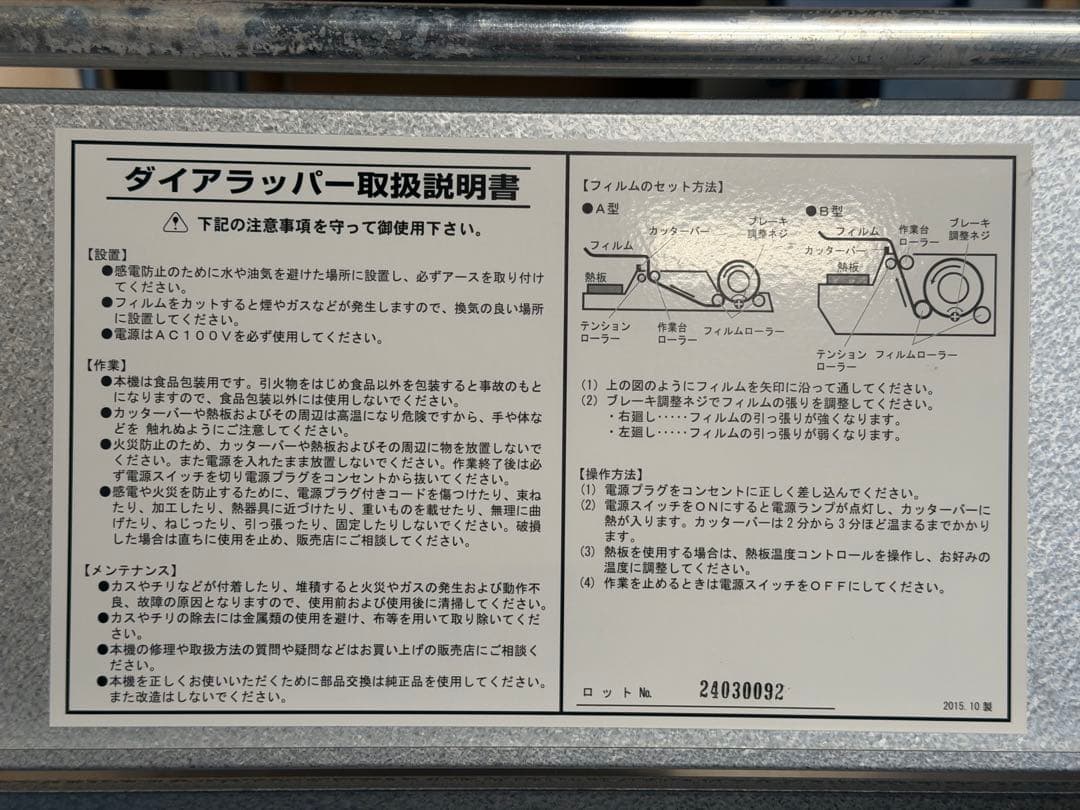 ダイアラッパー取扱説明書
下記の注意事項を守って御使用下さい。
【設置】
●感電防止のために水や油気を避けた場所に設置し、必ずアースを取り付け
てください。
●フィルムをカットすると煙やガスなどが発生しますので、換気の良い場所
に設置してください。
●電源はAC100Vを必ず使用してください。
【作業】
●本機は食品包装用です。引火物をはじめ食品以外を包装すると事故のもと
になりますので、食品包装以外には使用しないでください。
●カッターバーや熱板およびその周辺は高温になり危険ですから、手や体な
どを 触れぬようにご注意してください。
●火災防止のため、カッターバーや熱板およびその周辺に物を放置しないで
ください。また電源を入れたまま放置しないでください。作業終了後は必
ず電源スイッチを切り電源プラグをコンセントから抜いてください。
●感電や火災を防止するために、電源プラグ付きコードを傷つけたり、束ね
たり、加工したり、熱器具に近づけたり、重いものを載せたり、無理に曲
げたり、ねじったり、引っ張ったり、固定したりしないでください。破損
した場合は直ちに使用を止め、販売店にご相談してください。
【メンテナンス】
●カスやチリなどが付着したり、堆積すると火災やガスの発生および動作不
良、故障の原因となりますので、使用前および使用後に清掃してください。
●カスやチリの除去には金属類の使用を避け、布等を用いて取り除いてくだ
さい。
●本機の修理や取扱方法の質問や疑問などはお買い上げの販売店にご相談く
ださい。
●本機を正しくお使いいただくために部品交換は純正品を使用してください。
また改造はしないでください。
【フィルムのセット方法】
●A型
カッターバー
ブレーキ
調整ネジ
フィルム
熱板
テンション
ローラー
作業台
ローラー
フィルムローラー
●B型
フィルム
作業台
ローラー
ブレーキ
調整ネジ
カッターバー
熱板
テンション
ローラー
フィルムローラー
(1) 上の図のようにフィルムを矢印に沿って通してください。
(2) ブレーキ調整ネジでフィルムの張りを調整してください。
・右廻し‥‥‥フィルムの引っ張りが強くなります。
・左廻し‥‥‥フィルムの引っ張りが弱くなります。
【操作方法】
(1) 電源プラグをコンセントに正しく差し込んでください。
(2) 電源スイッチをONにすると電源ランプが点灯し、カッターバーに
熱が入ります。カッターバーは2分から3分ほど温まるまでかかり
ます。
(3) 熱板を使用する場合は、熱板温度コントロールを操作し、お好みの
温度に調整してください。
(4) 作業を止めるときは電源スイッチをOFFにしてください。
ロットNo. 24030092
2015.10製